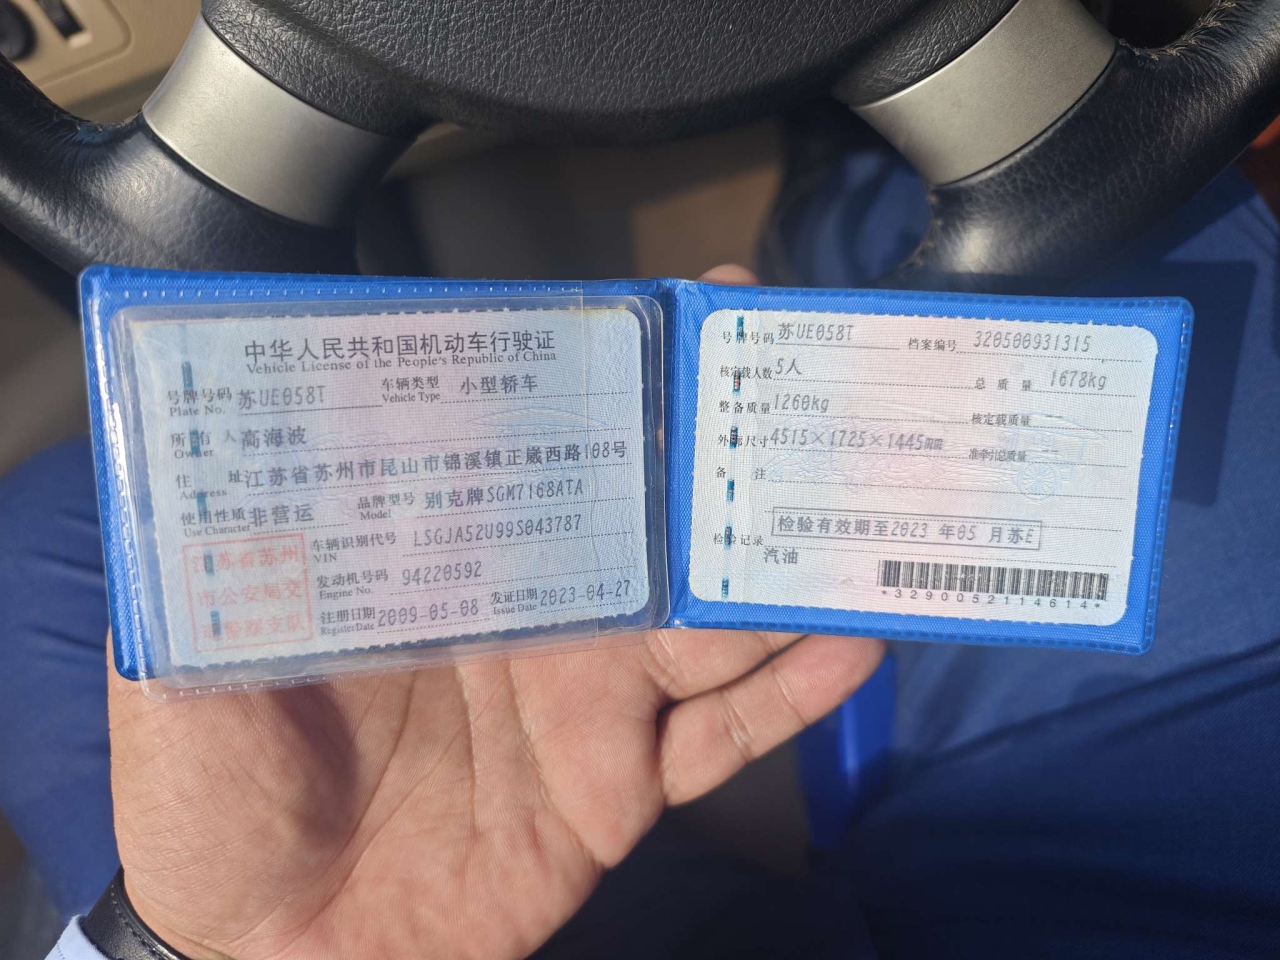 中华人民共和国机动车行驶证
Vehicle License of the People's Republic of China
号牌号码 苏UE058T 车辆类型 小型轿车
Plate No. Vehicle Type
所有人 高海波
Owner
住址 江苏省苏州市昆山市锦溪镇正崴西路108号
Address
使用性质 非营运 品牌型号 别克牌SGM7168ATA
Use Character Model
江苏省苏州
市公安局交
通警察支队
车辆识别代号 LSGJA52U99S043787
VIN
发动机号码 94220592
Engine No.
注册日期 2009-05-08 发证日期 2023-04-27
Register Date Issue Date
号牌号码 苏UE058T 档案编号 320500931315
核定载人数 5人 总质量 1678kg
整备质量 1260kg 核定载质量
外廓尺寸 4515×1725×1445mm 准牵引总质量 --
备注
检验有效期至2023 年05 月苏E
检验记录
汽油
*3290052114614*